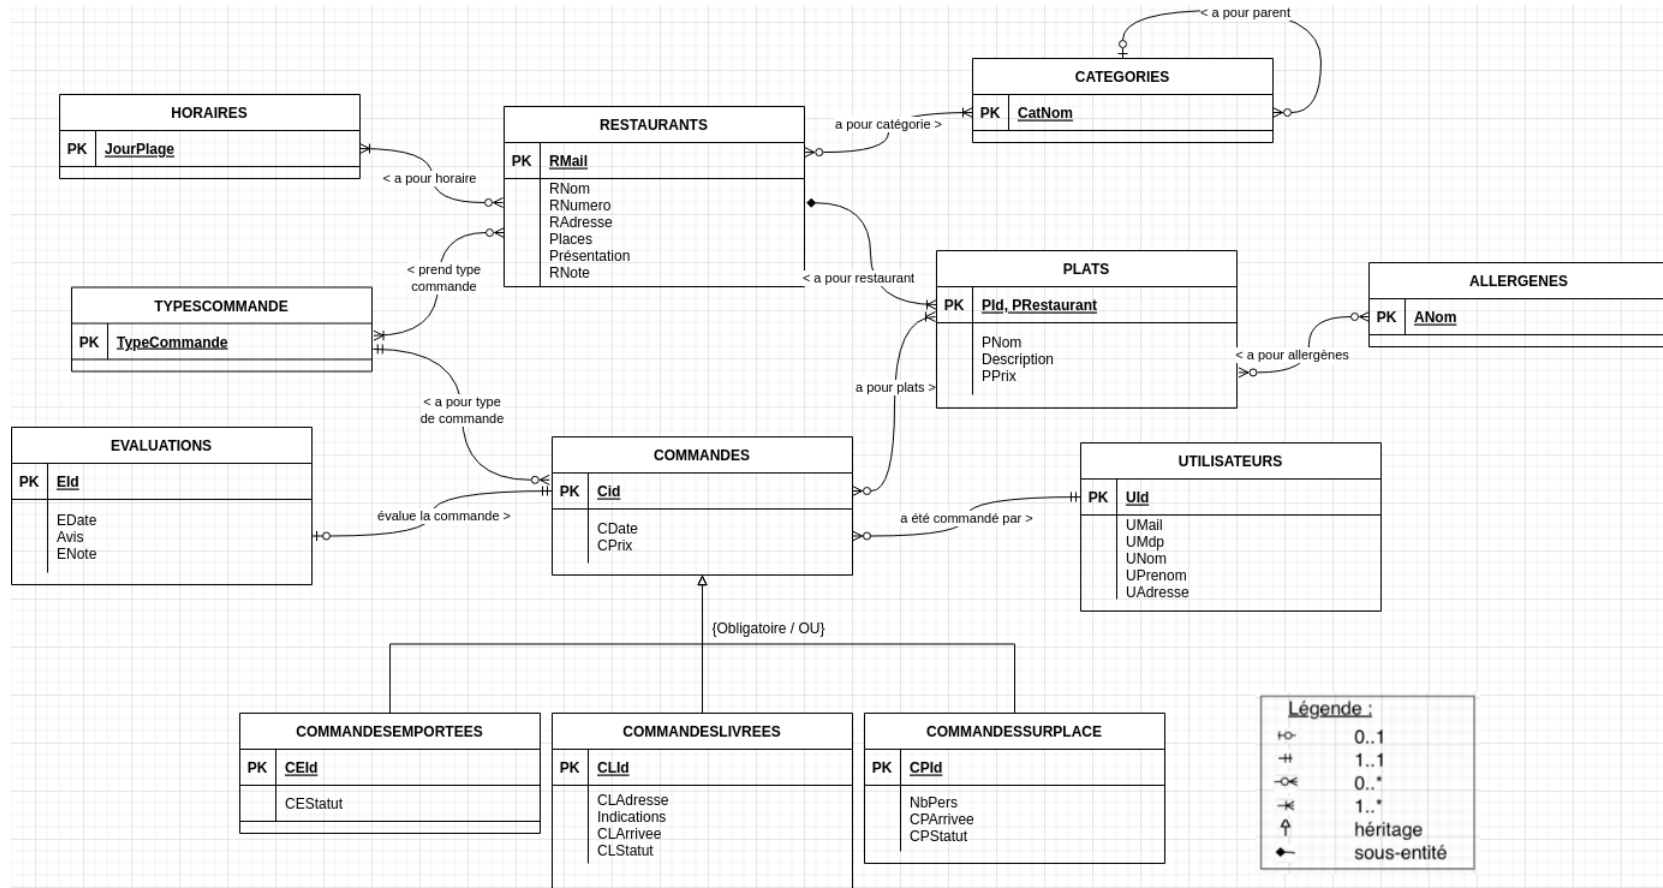 < a pour parent
CATEGORIES
PK CatNom
HORAIRES
PK JourPlage
RESTAURANTS
PK RMail
RNom
RNumero
RAdresse
Places
Présentation
RNote
a pour catégorie >
< a pour horaire
< prend type
commande
< a pour restaurant
PLATS
PK PId, PRestaurant
PNom
Description
PPrix
ALLERGENES
PK ANom
< a pour allergènes
TYPESCOMMANDE
PK TypeCommande
< a pour type
de commande
a pour plats >
EVALUATIONS
PK EId
EDate
Avis
ENote
évalue la commande >
COMMANDES
PK Cid
CDate
CPrix
a été commandé par >
UTILISATEURS
PK UId
UMail
UMdp
UNom
UPrenom
UAdresse
{Obligatoire / OU}
COMMANDESEMPORTEES
PK CEId
CEStatut
COMMANDESLIVREES
PK CLId
CLAdresse
Indications
CLArrivee
CLStatut
COMMANDESSURPLACE
PK CPId
NbPers
CPArrivee
CPStatut
Légende :
0..1
1..1
0..*
1..*
héritage
sous-entité